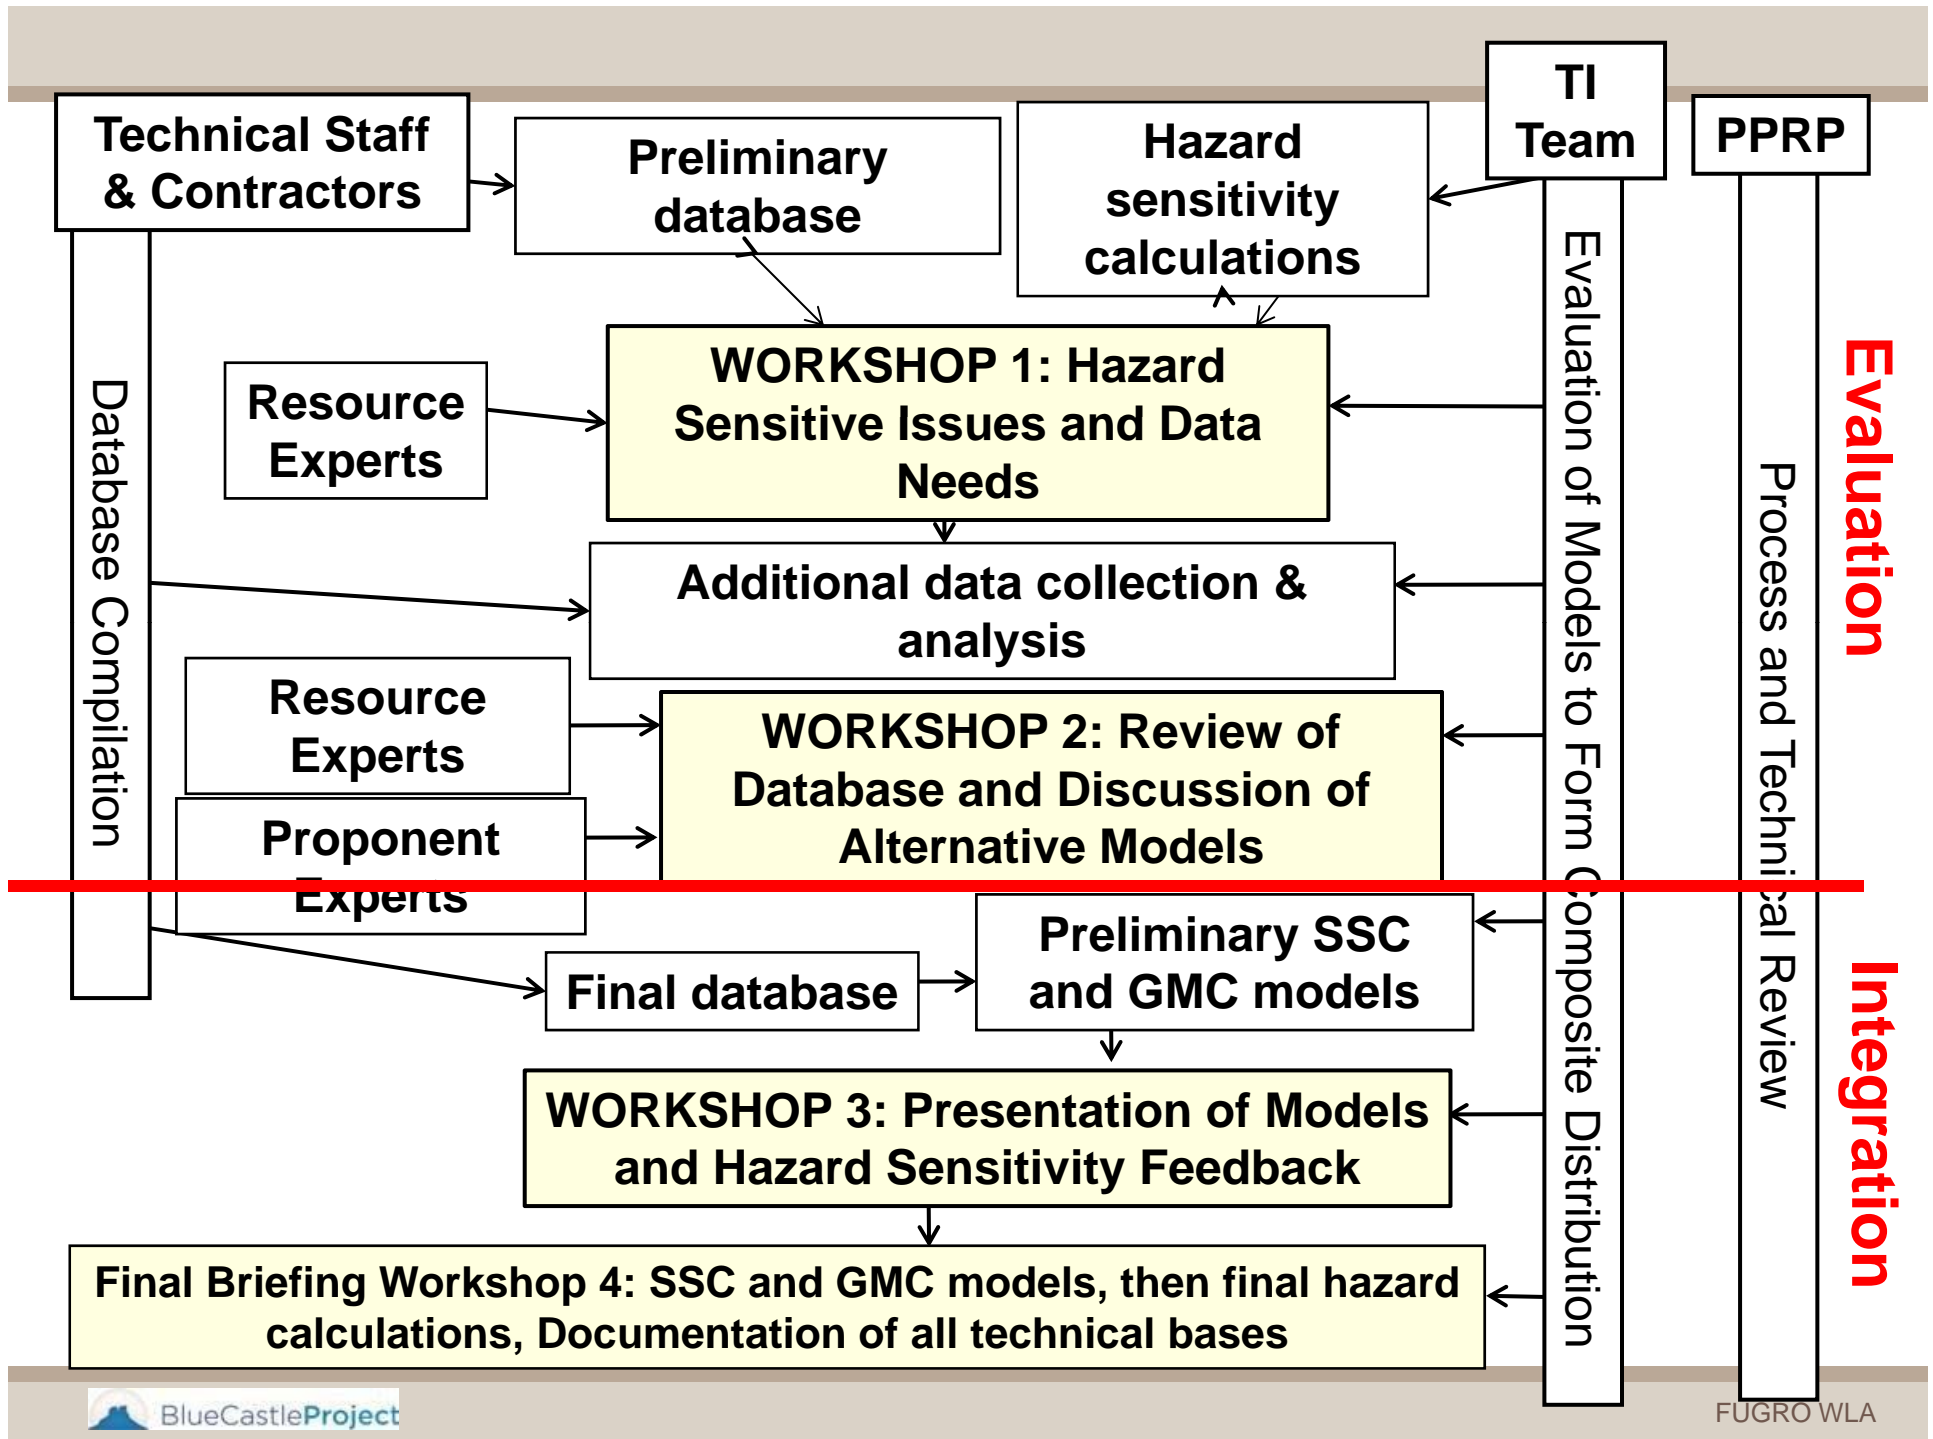 Technical Staff
& Contractors
Preliminary
database
Hazard
sensitivity
calculations
TI
Team
PPRP
WORKSHOP 1: Hazard
Sensitive Issues and Data
Needs
Resource
Experts
Additional data collection &
analysis
Resource
Experts
WORKSHOP 2: Review of
Database and Discussion of
Alternative Models
Proponent
Experts
Preliminary SSC
and GMC models
Final database
WORKSHOP 3: Presentation of Models
and Hazard Sensitivity Feedback
Final Briefing Workshop 4: SSC and GMC models, then final hazard
calculations, Documentation of all technical bases
Database Compilation
Evaluation of Models to Form Composite Distribution
Process and Technical Review
Evaluation
Integration
BlueCastleProject
FUGRO WLA